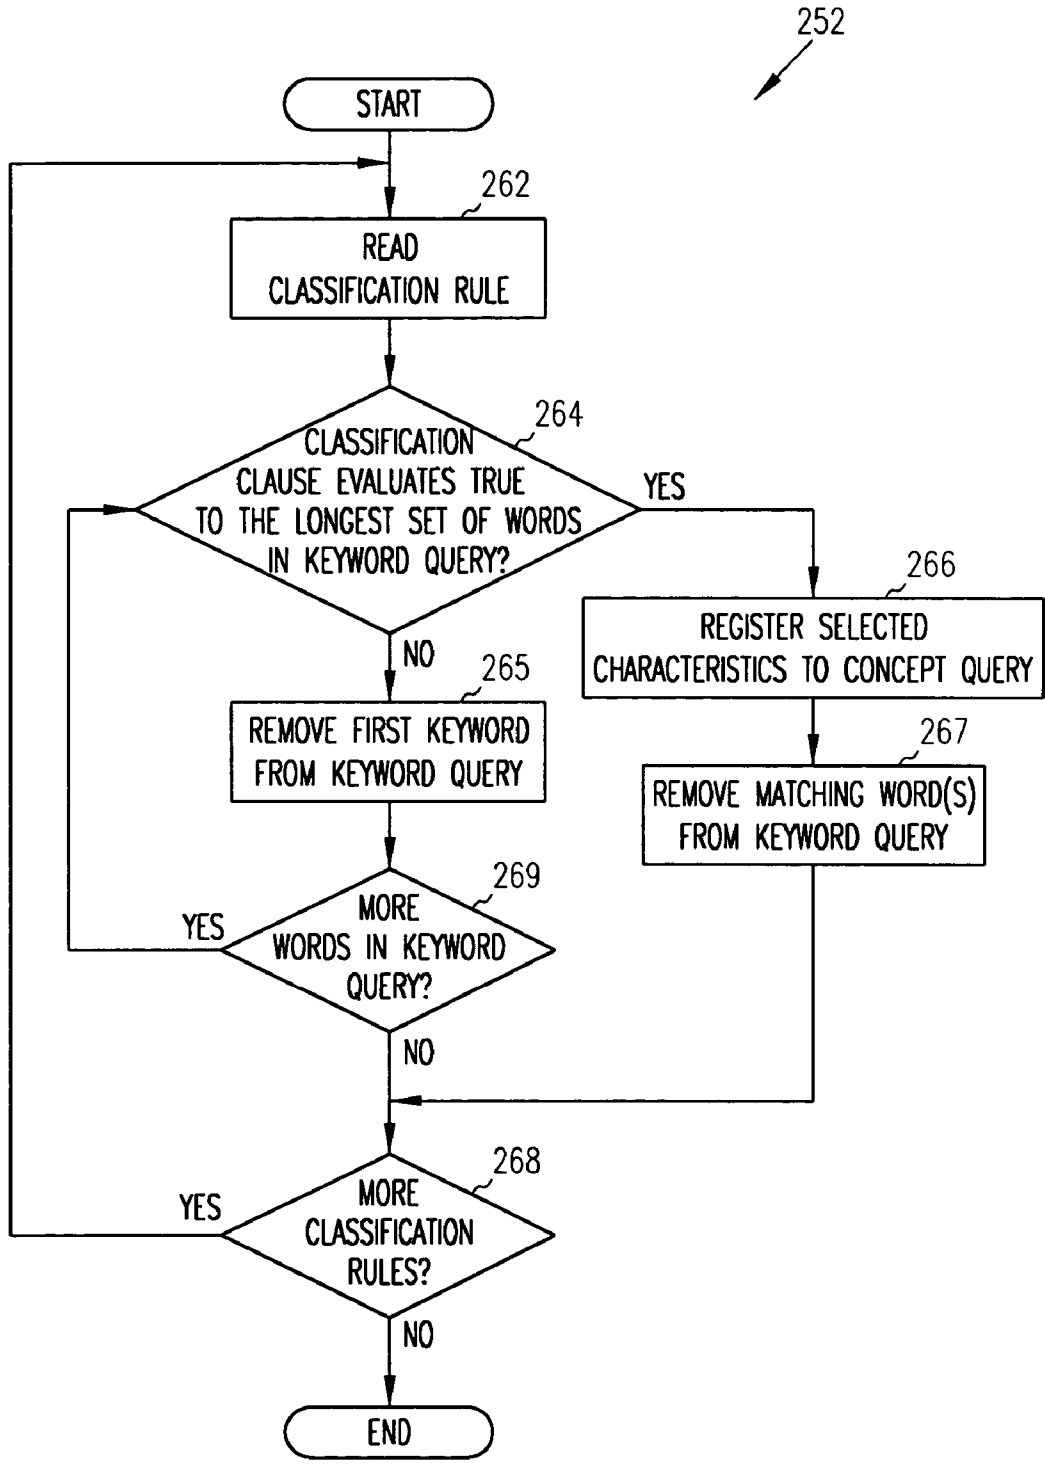 252
START
262
READ
CLASSIFICATION RULE
264
CLASSIFICATION
CLAUSE EVALUATES TRUE
TO THE LONGEST SET OF WORDS
IN KEYWORD QUERY?
YES
NO
266
REGISTER SELECTED
CHARACTERISTICS TO CONCEPT QUERY
265
REMOVE FIRST KEYWORD
FROM KEYWORD QUERY
267
REMOVE MATCHING WORD(S)
FROM KEYWORD QUERY
269
MORE
WORDS IN KEYWORD
QUERY?
YES
NO
268
MORE
CLASSIFICATION
RULES?
YES
NO
END